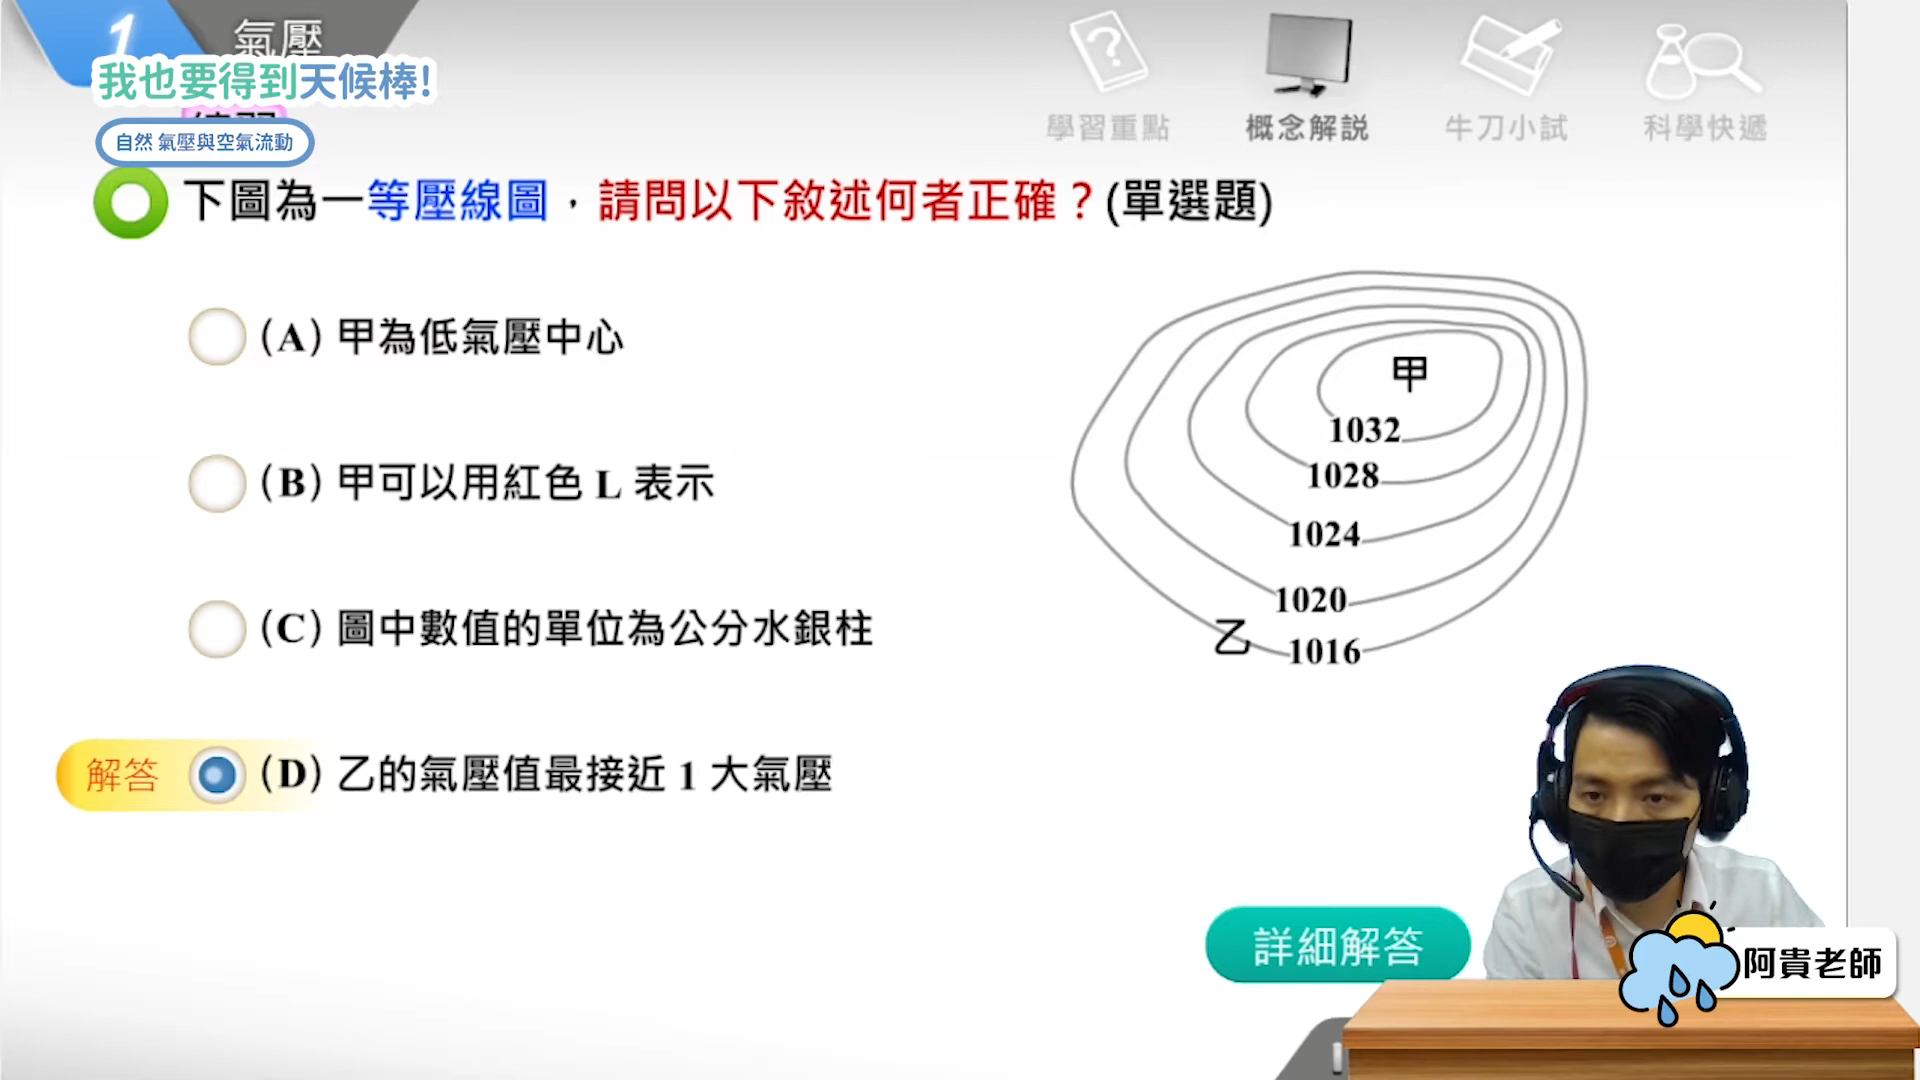 1
氣壓
我也要得到天候棒!
自然 氣壓與空氣流動
學習重點
概念解說
牛刀小試
科學快遞
下圖為一等壓線圖，請問以下敘述何者正確？(單選題)
(A) 甲為低氣壓中心
(B) 甲可以用紅色 L 表示
(C) 圖中數值的單位為公分水銀柱
解答 (D) 乙的氣壓值最接近 1 大氣壓
甲
1032
1028
1024
1020
乙 1016
詳細解答
阿貴老師